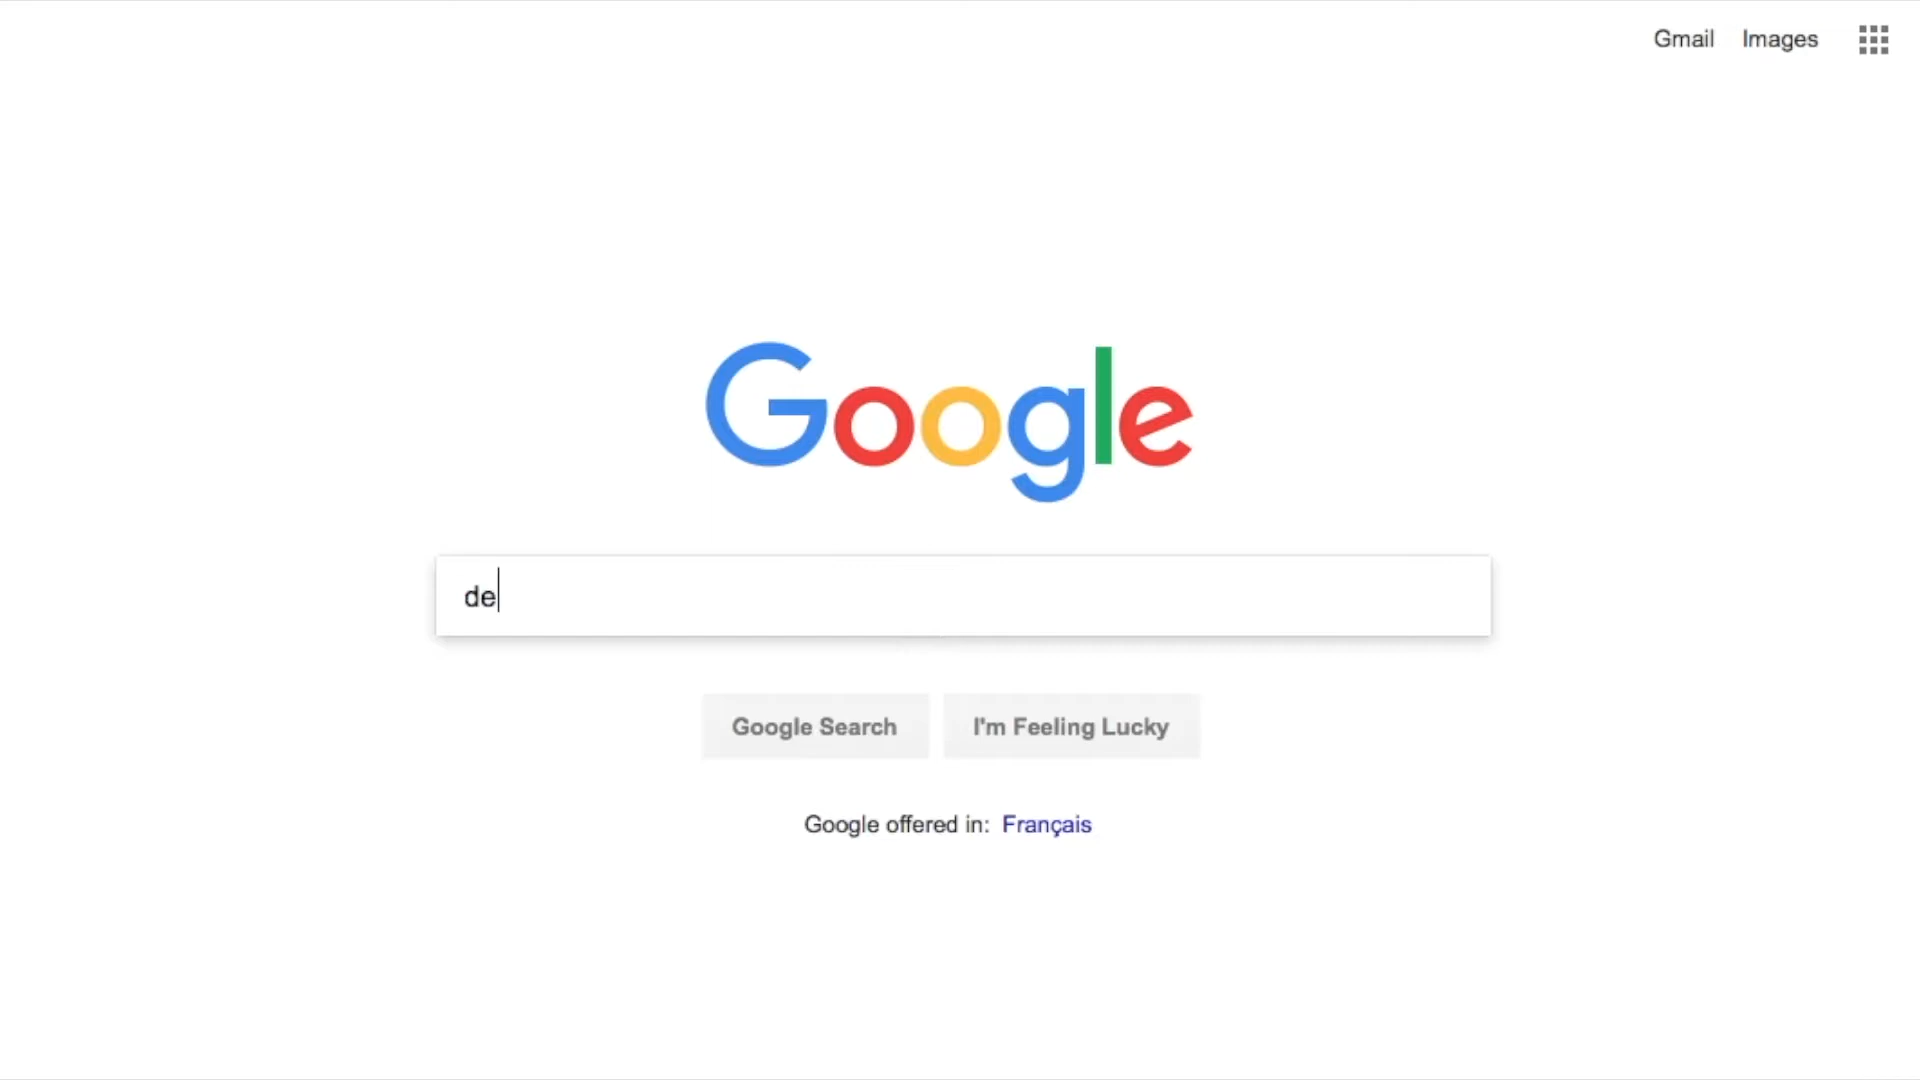 Gmail Images
Google
de
Google Search I'm Feeling Lucky
Google offered in: Français